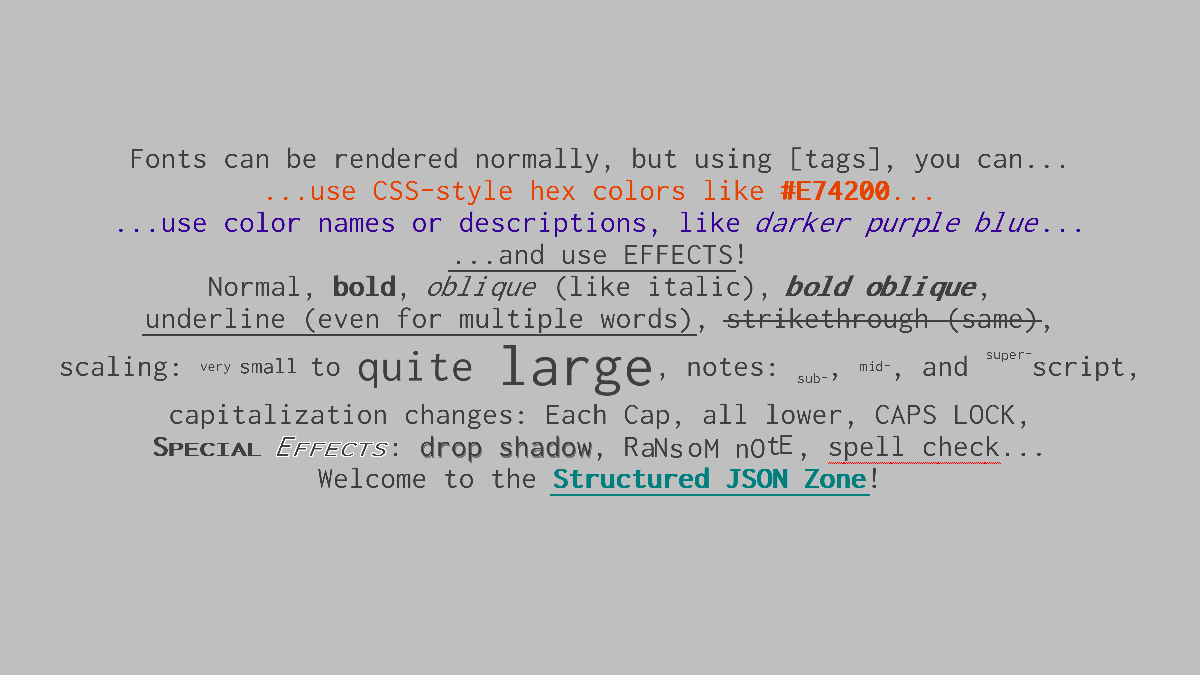 Fonts can be rendered normally, but using [tags], you can...
...use CSS-style hex colors like #E74200...
...use color names or descriptions, like darker purple blue...
...and use EFFECTS!
Normal, bold, oblique (like italic), bold oblique,
underline (even for multiple words), strikethrough (same),
scaling: very small to quite large, notes: sub-, mid-, and super-script,
capitalization changes: Each Cap, all lower, CAPS LOCK,
SPECIAL EFFECTS: drop shadow, RaNsoM nOtE, spell check...
Welcome to the Structured JSON Zone!